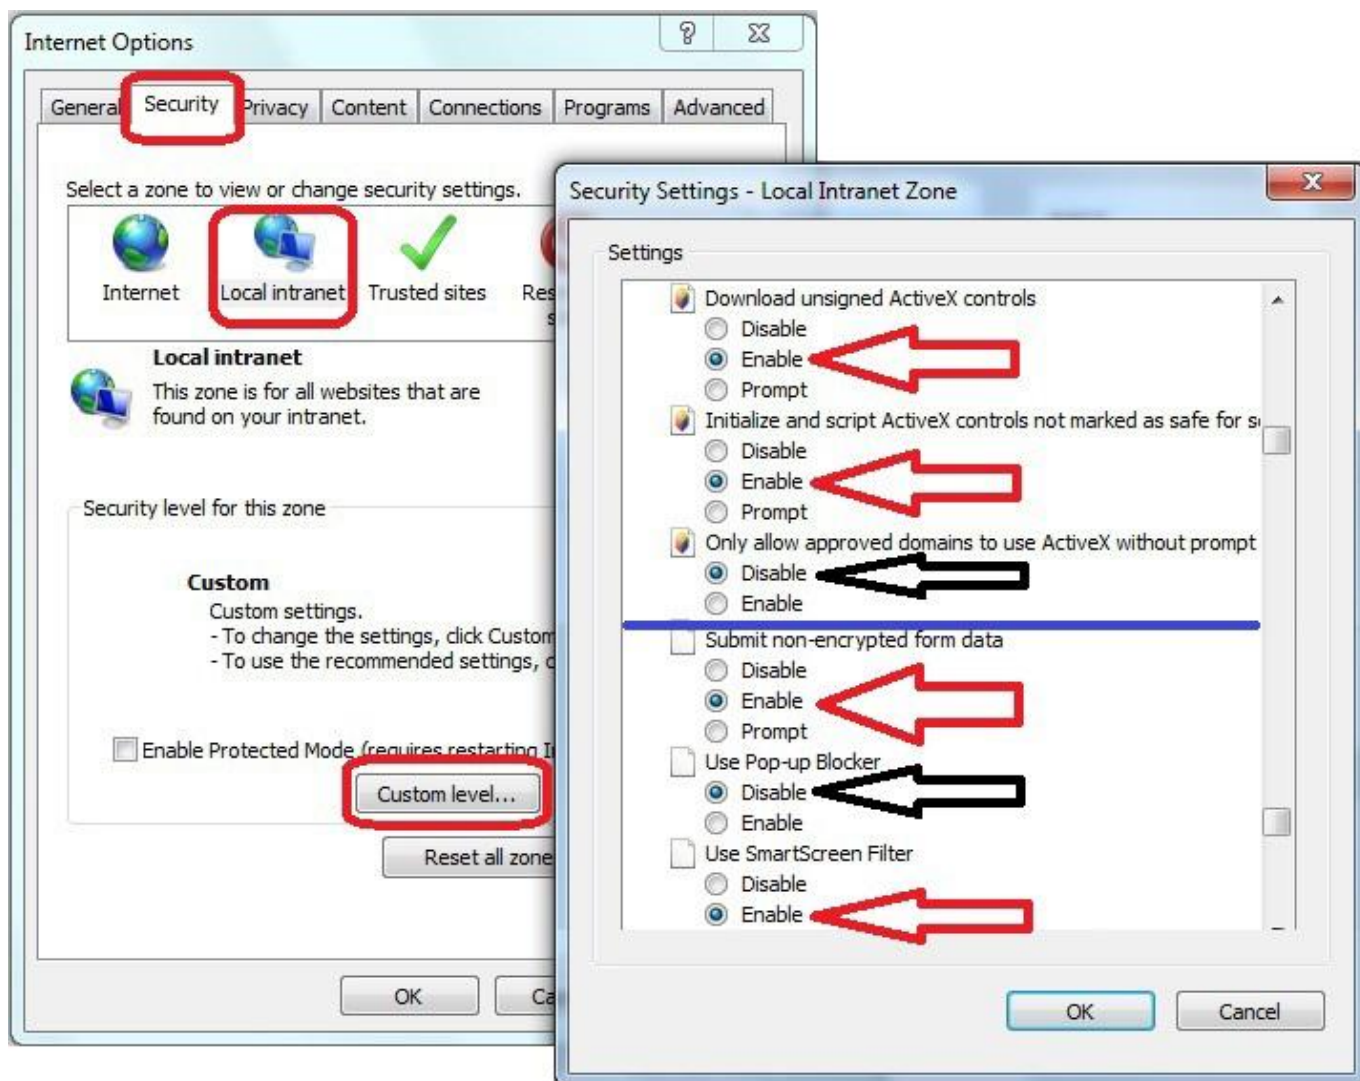 Internet Options
General Security Privacy Content Connections Programs Advanced
Select a zone to view or change security settings.
Internet Local intranet Trusted sites
Local intranet
This zone is for all websites that are
found on your intranet.
Security level for this zone
Custom
Custom settings.
- To change the settings, click Custom
- To use the recommended settings,
Enable Protected Mode (requires restarting
Custom level...
Reset all zone
OK
Security Settings - Local Intranet Zone
Settings
Download unsigned ActiveX controls
Disable
Enable
Prompt
Initialize and script ActiveX controls not marked as safe for
Disable
Enable
Prompt
Only allow approved domains to use ActiveX without prompt
Disable
Enable
Submit non-encrypted form data
Disable
Enable
Prompt
Use Pop-up Blocker
Disable
Enable
Use SmartScreen Filter
Disable
Enable
OK Cancel